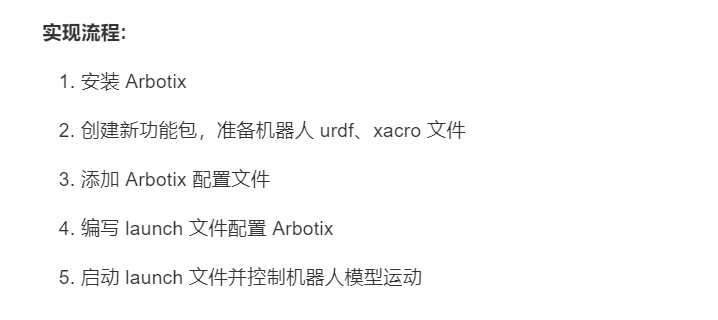 实现流程:
1. 安装 Arbotix
2. 创建新功能包，准备机器人 urdf、xacro 文件
3. 添加 Arbotix 配置文件
4. 编写 launch 文件配置 Arbotix
5. 启动 launch 文件并控制机器人模型运动